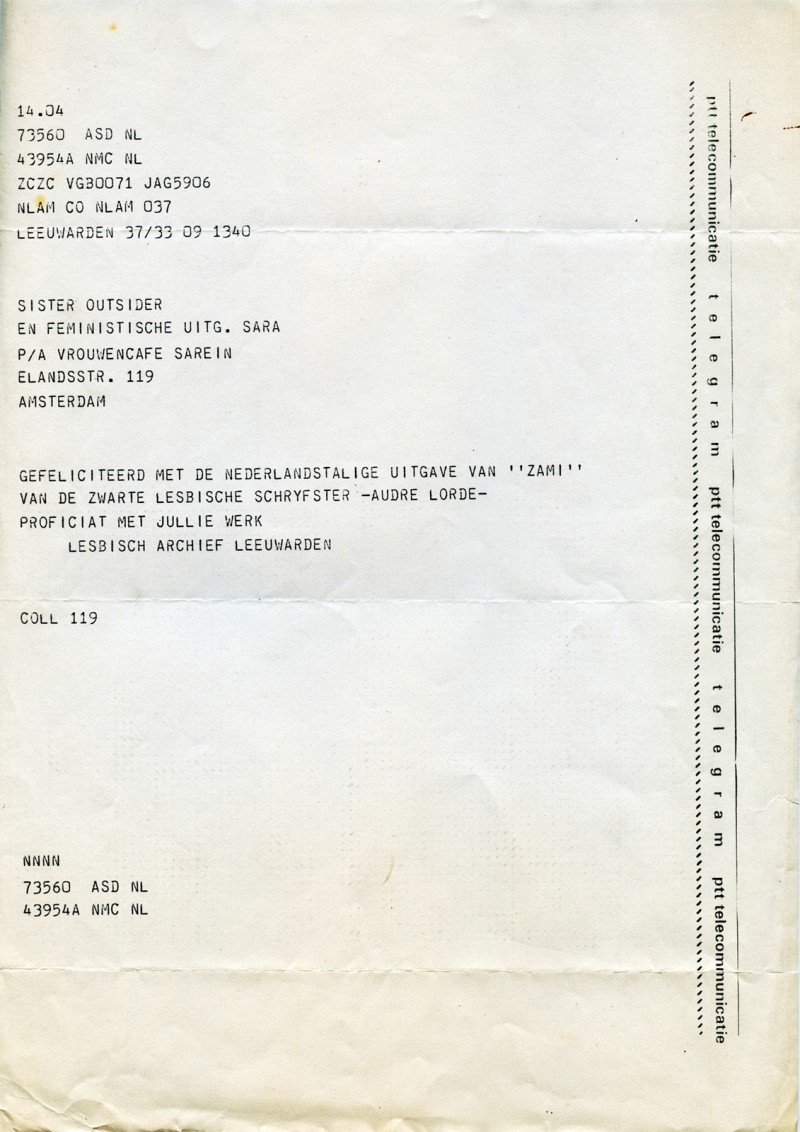 14.04
73560 ASD NL
43954A NMC NL
ZCZC VGB0071 JAG5906
NLAM CO NLAM 037
LEEUWARDEN 37/33 09 1340
SISTER OUTSIDER
EN FEMINISTISCHE UITG. SARA
P/A VROUWENCAFE SAREIN
ELANDSSTR. 119
AMSTERDAM
GEFELICITEERD MET DE NEDERLANDSTALIGE UITGAVE VAN ''ZAMI''
VAN DE ZWARTE LESBISCHE SCHRYFSTER -AUDRE LORDE-
PROFICIAT MET JULLIE WERK
LESBISCH ARCHIEF LEEUWARDEN
COLL 119
NNNN
73560 ASD NL
43954A NMC NL
ptt telecommunicatie telegram ptt telecommunicatie telegram ptt telecommunicatie